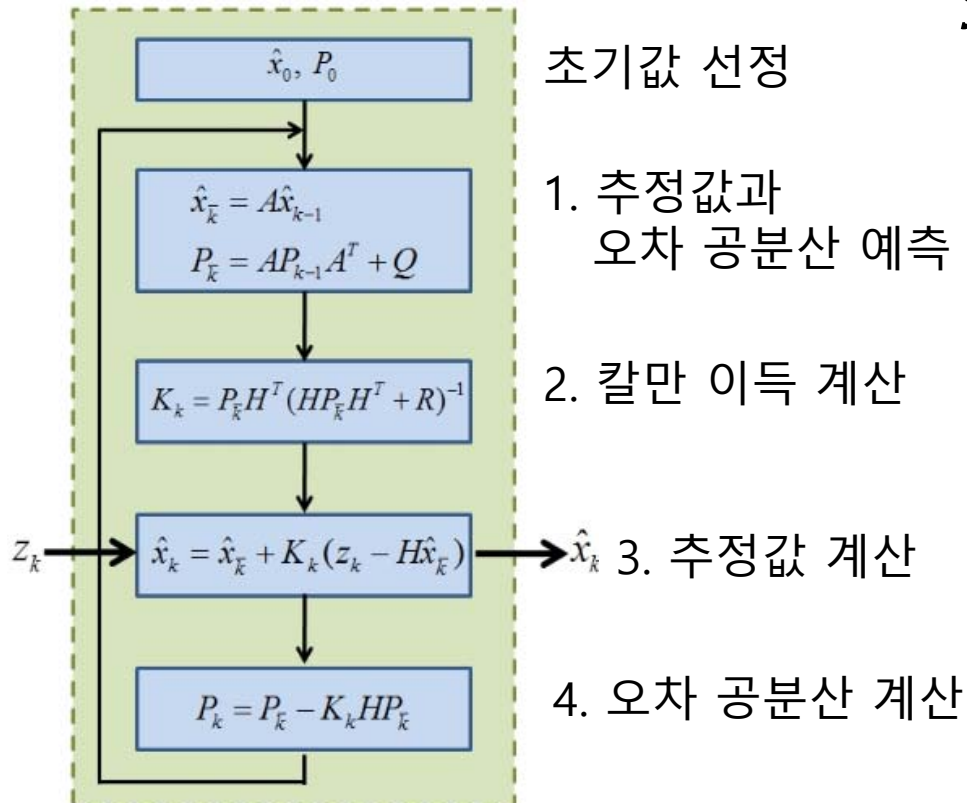 x̂₀, P₀
초기값 선정
x̂ₖ̄ = Ax̂ₖ₋₁
Pₖ̄ = APₖ₋₁Aᵀ + Q
1. 추정값과
오차 공분산 예측
Kₖ = Pₖ̄Hᵀ(HPₖ̄Hᵀ + R)⁻¹
2. 칼만 이득 계산
zₖ
x̂ₖ = x̂ₖ̄ + Kₖ(zₖ − Hx̂ₖ̄)
x̂ₖ
3. 추정값 계산
Pₖ = Pₖ̄ − KₖHPₖ̄
4. 오차 공분산 계산